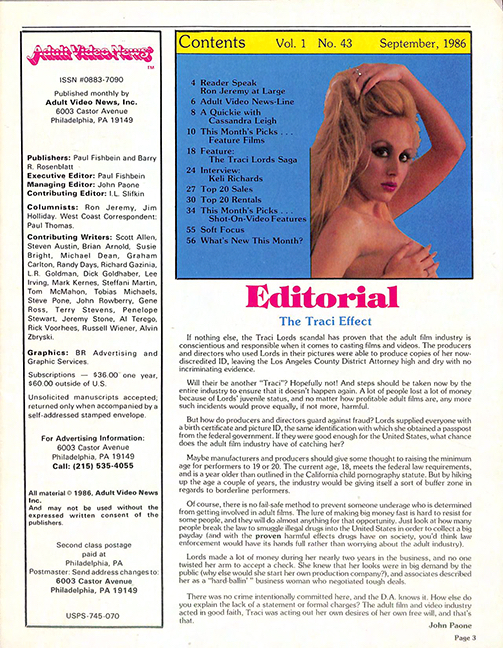 Adult Video News
TM
ISSN #0883-7090
Published monthly by
Adult Video News, Inc.
6003 Castor Avenue
Philadelphia, PA 19149
Publishers: Paul Fishbein and Barry
R. Rosenblatt
Executive Editor: Paul Fishbein
Managing Editor: John Paone
Contributing Editor: I.L. Slifkin
Columnists: Ron Jeremy, Jim
Holliday. West Coast Correspondent:
Paul Thomas.
Contributing Writers: Scott Allen,
Steven Austin, Brian Arnold, Susie
Bright, Michael Dean, Graham
Carlton, Randy Days, Richard Gazinia,
L.R. Goldman, Dick Goldhaber, Lee
Irving, Mark Kernes, Steffani Martin,
Tom McMahon, Tobias Michaels,
Steve Pone, John Rowberry, Gene
Ross, Terry Stevens, Penelope
Stewart, Jeremy Stone, Al Terego,
Rick Voorhees, Russell Wiener, Alvin
Zbryski.
Graphics: BR Advertising and
Graphic Services.
Subscriptions — $36.00 one year,
$60.00 outside of U.S.
Unsolicited manuscripts accepted;
returned only when accompanied by a
self-addressed stamped envelope.
For Advertising Information:
6003 Castor Avenue
Philadelphia, PA 19149
Call: (215) 535-4055
All material © 1986, Adult Video News
Inc.
And may not be used without the
expressed written consent of the
publishers.
Second class postage
paid at
Philadelphia, PA
Postmaster: Send address changes to:
6003 Castor Avenue
Philadelphia, PA 19149
USPS-745-070
Contents Vol. 1 No. 43 September, 1986
4 Reader Speak
Ron Jeremy at Large
6 Adult Video News-Line
8 A Quickie with
Cassandra Leigh
10 This Month's Picks . . .
Feature Films
18 Feature:
The Traci Lords Saga
24 Interview:
Keli Richards
27 Top 20 Sales
30 Top 20 Rentals
34 This Month's Picks . . .
Shot-On-Video Features
55 Soft Focus
56 What's New This Month?
Editorial
The Traci Effect
If nothing else, the Traci Lords scandal has proven that the adult film industry is
conscientious and responsible when it comes to casting films and videos. The producers
and directors who used Lords in their pictures were able to produce copies of her now-
discredited ID, leaving the Los Angeles County District Attorney high and dry with no
incriminating evidence.
Will their be another "Traci"? Hopefully not! And steps should be taken now by the
entire industry to ensure that it doesn't happen again. A lot of people lost a lot of money
because of Lords' juvenile status, and no matter how profitable adult films are, any more
such incidents would prove equally, if not more, harmful.
But how do producers and directors guard against fraud? Lords supplied everyone with
a birth certificate and picture ID, the same identification with which she obtained a passport
from the federal government. If they were good enough for the United States, what chance
does the adult film industry have of catching her?
Maybe manufacturers and producers should give some thought to raising the minimum
age for performers to 19 or 20. The current age, 18, meets the federal law requirements,
and is a year older than outlined in the California child pornography statute. But by hiking
up the age a couple of years, the industry would be giving itself a sort of buffer zone in
regards to borderline performers.
Of course, there is no fail-safe method to prevent someone underage who is determined
from getting involved in adult films. The lure of making big money fast is hard to resist for
some people, and they will do almost anything for that opportunity. Just look at how many
people break the law to smuggle illegal drugs into the United States in order to collect a big
payday (and with the proven harmful effects drugs have on society, you'd think law
enforcement would have its hands full rather than worrying about the adult industry).
Lords made a lot of money during her nearly two years in the business, and no one
twisted her arm to accept a check. She knew that her looks were in big demand by the
public (why else would she start her own production company?), and associates described
her as a "hard-ballin' " business woman who negotiated tough deals.
There was no crime intentionally committed here, and the D.A. knows it. How else do
you explain the lack of a statement or formal charges? The adult film and video industry
acted in good faith, Traci was acting out her own desires of her own free will, and that's
that.
John Paone
Page 3